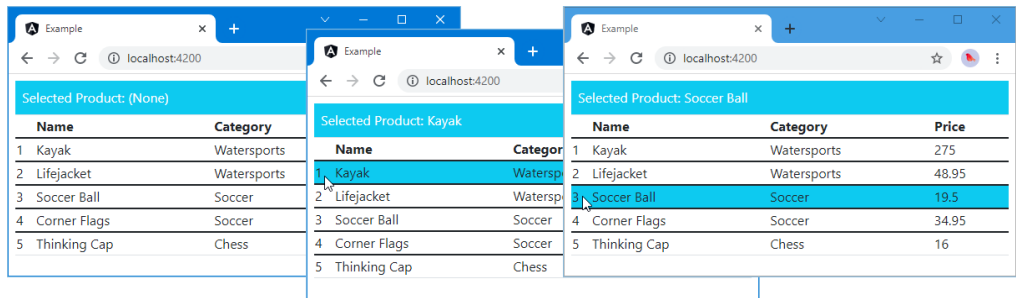 Example
localhost:4200
Selected Product: (None)
Name Category
1 Kayak Watersports
2 Lifejacket Watersports
3 Soccer Ball Soccer
4 Corner Flags Soccer
5 Thinking Cap Chess
Example
localhost:4200
Selected Product: Kayak
Name Categor
1 Kayak Watersp
2 Lifejacket Watersp
3 Soccer Ball Soccer
4 Corner Flags Soccer
5 Thinking Cap Chess
Example
localhost:4200
Selected Product: Soccer Ball
Name Category Price
1 Kayak Watersports 275
2 Lifejacket Watersports 48.95
3 Soccer Ball Soccer 19.5
4 Corner Flags Soccer 34.95
5 Thinking Cap Chess 16